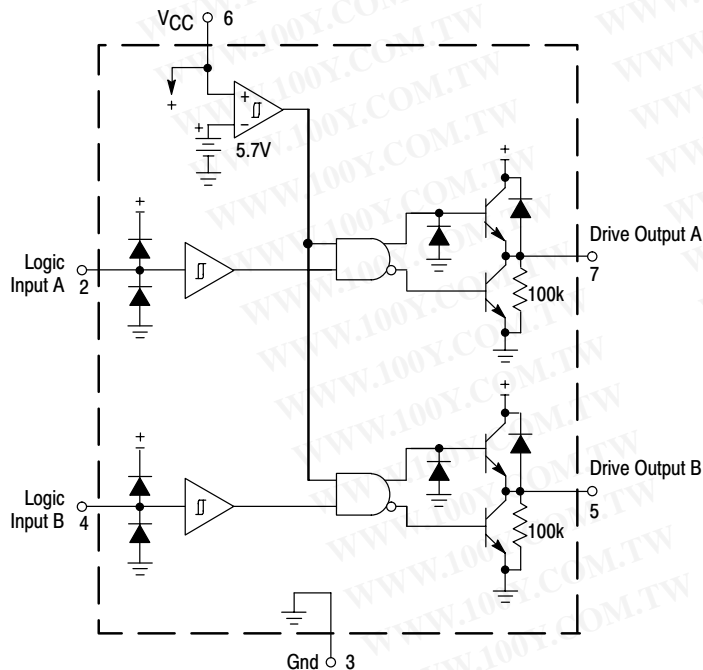 VCC 6
+
+
-
+
5.7V
+
+
Logic
Input A 2
Drive Output A
7
100k
+
+
Logic
Input B 4
Drive Output B
5
100k
Gnd 3
WWW.100Y.COM.TW